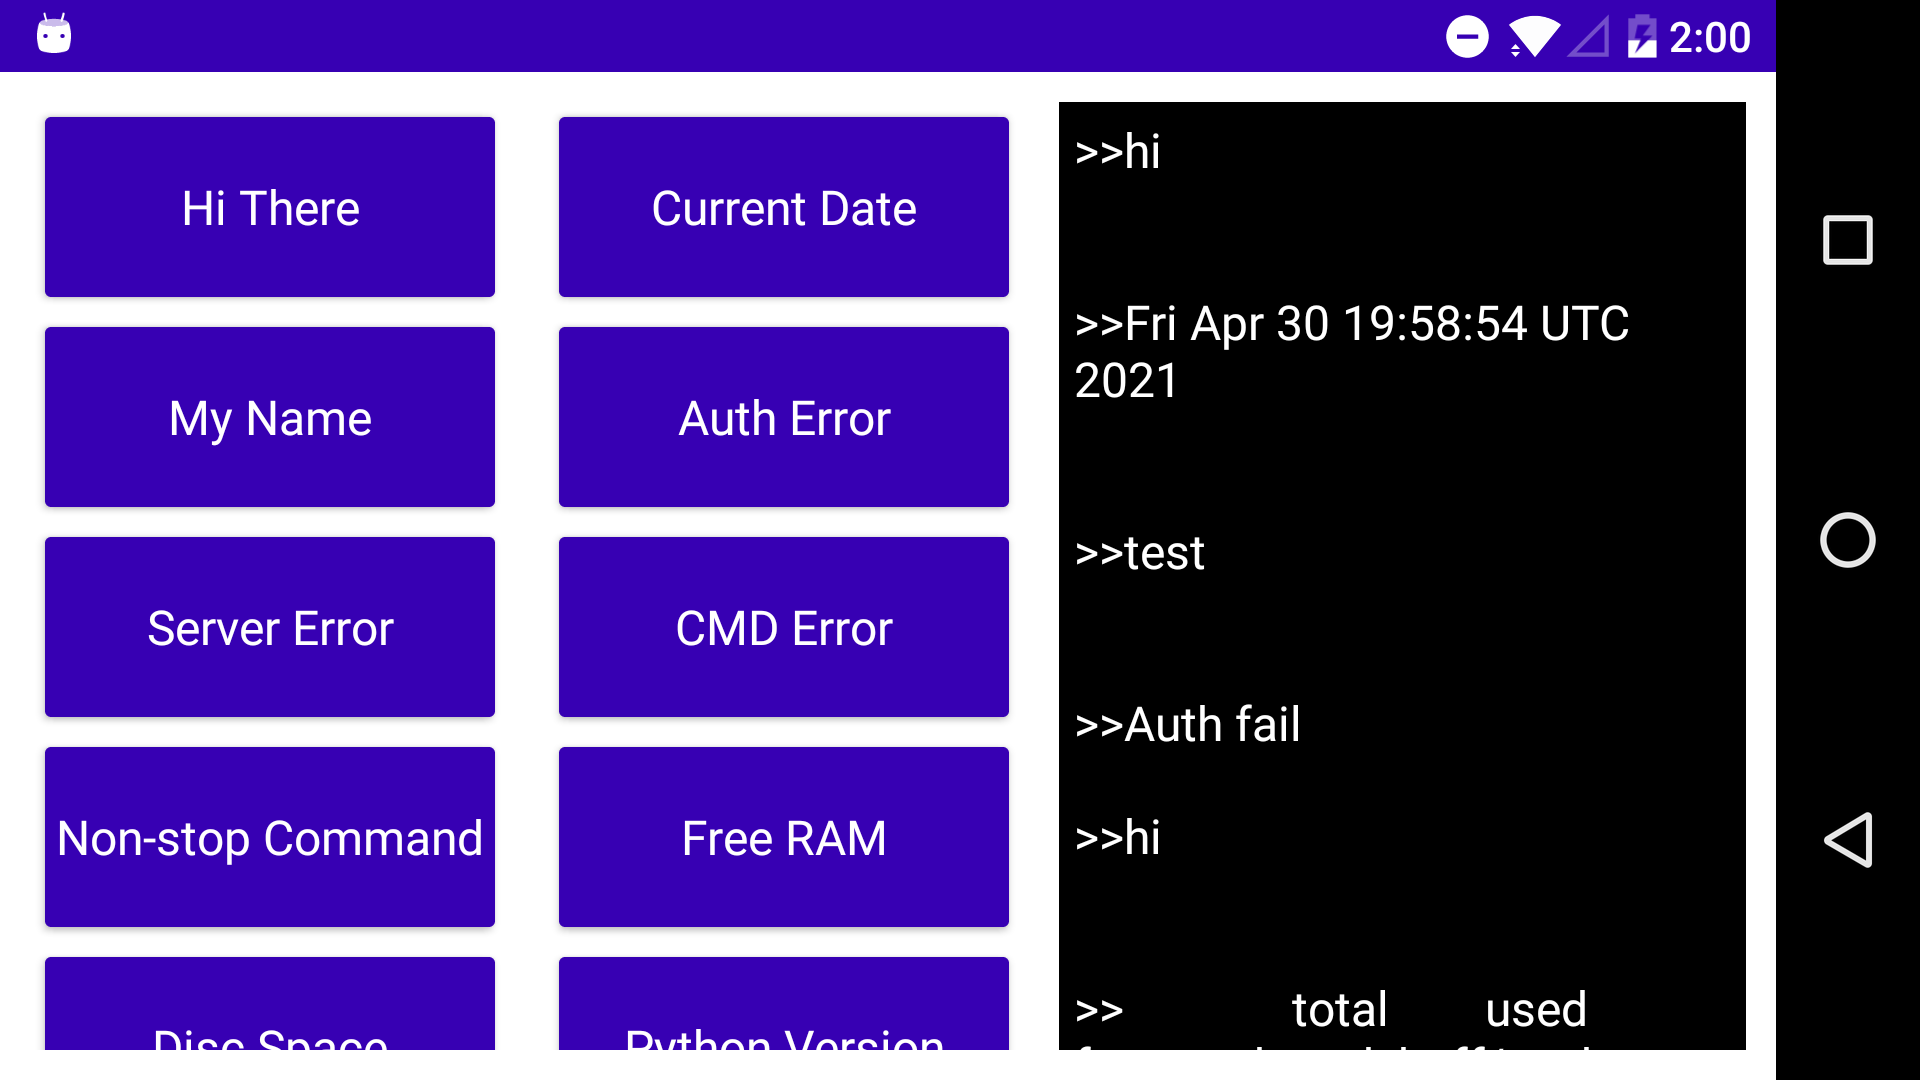 2:00
Hi There
Current Date
My Name
Auth Error
Server Error
CMD Error
Non-stop Command
Free RAM
Disc Space
Python Version
>>hi
>>Fri Apr 30 19:58:54 UTC
2021
>>test
>>Auth fail
>>hi
>> total used